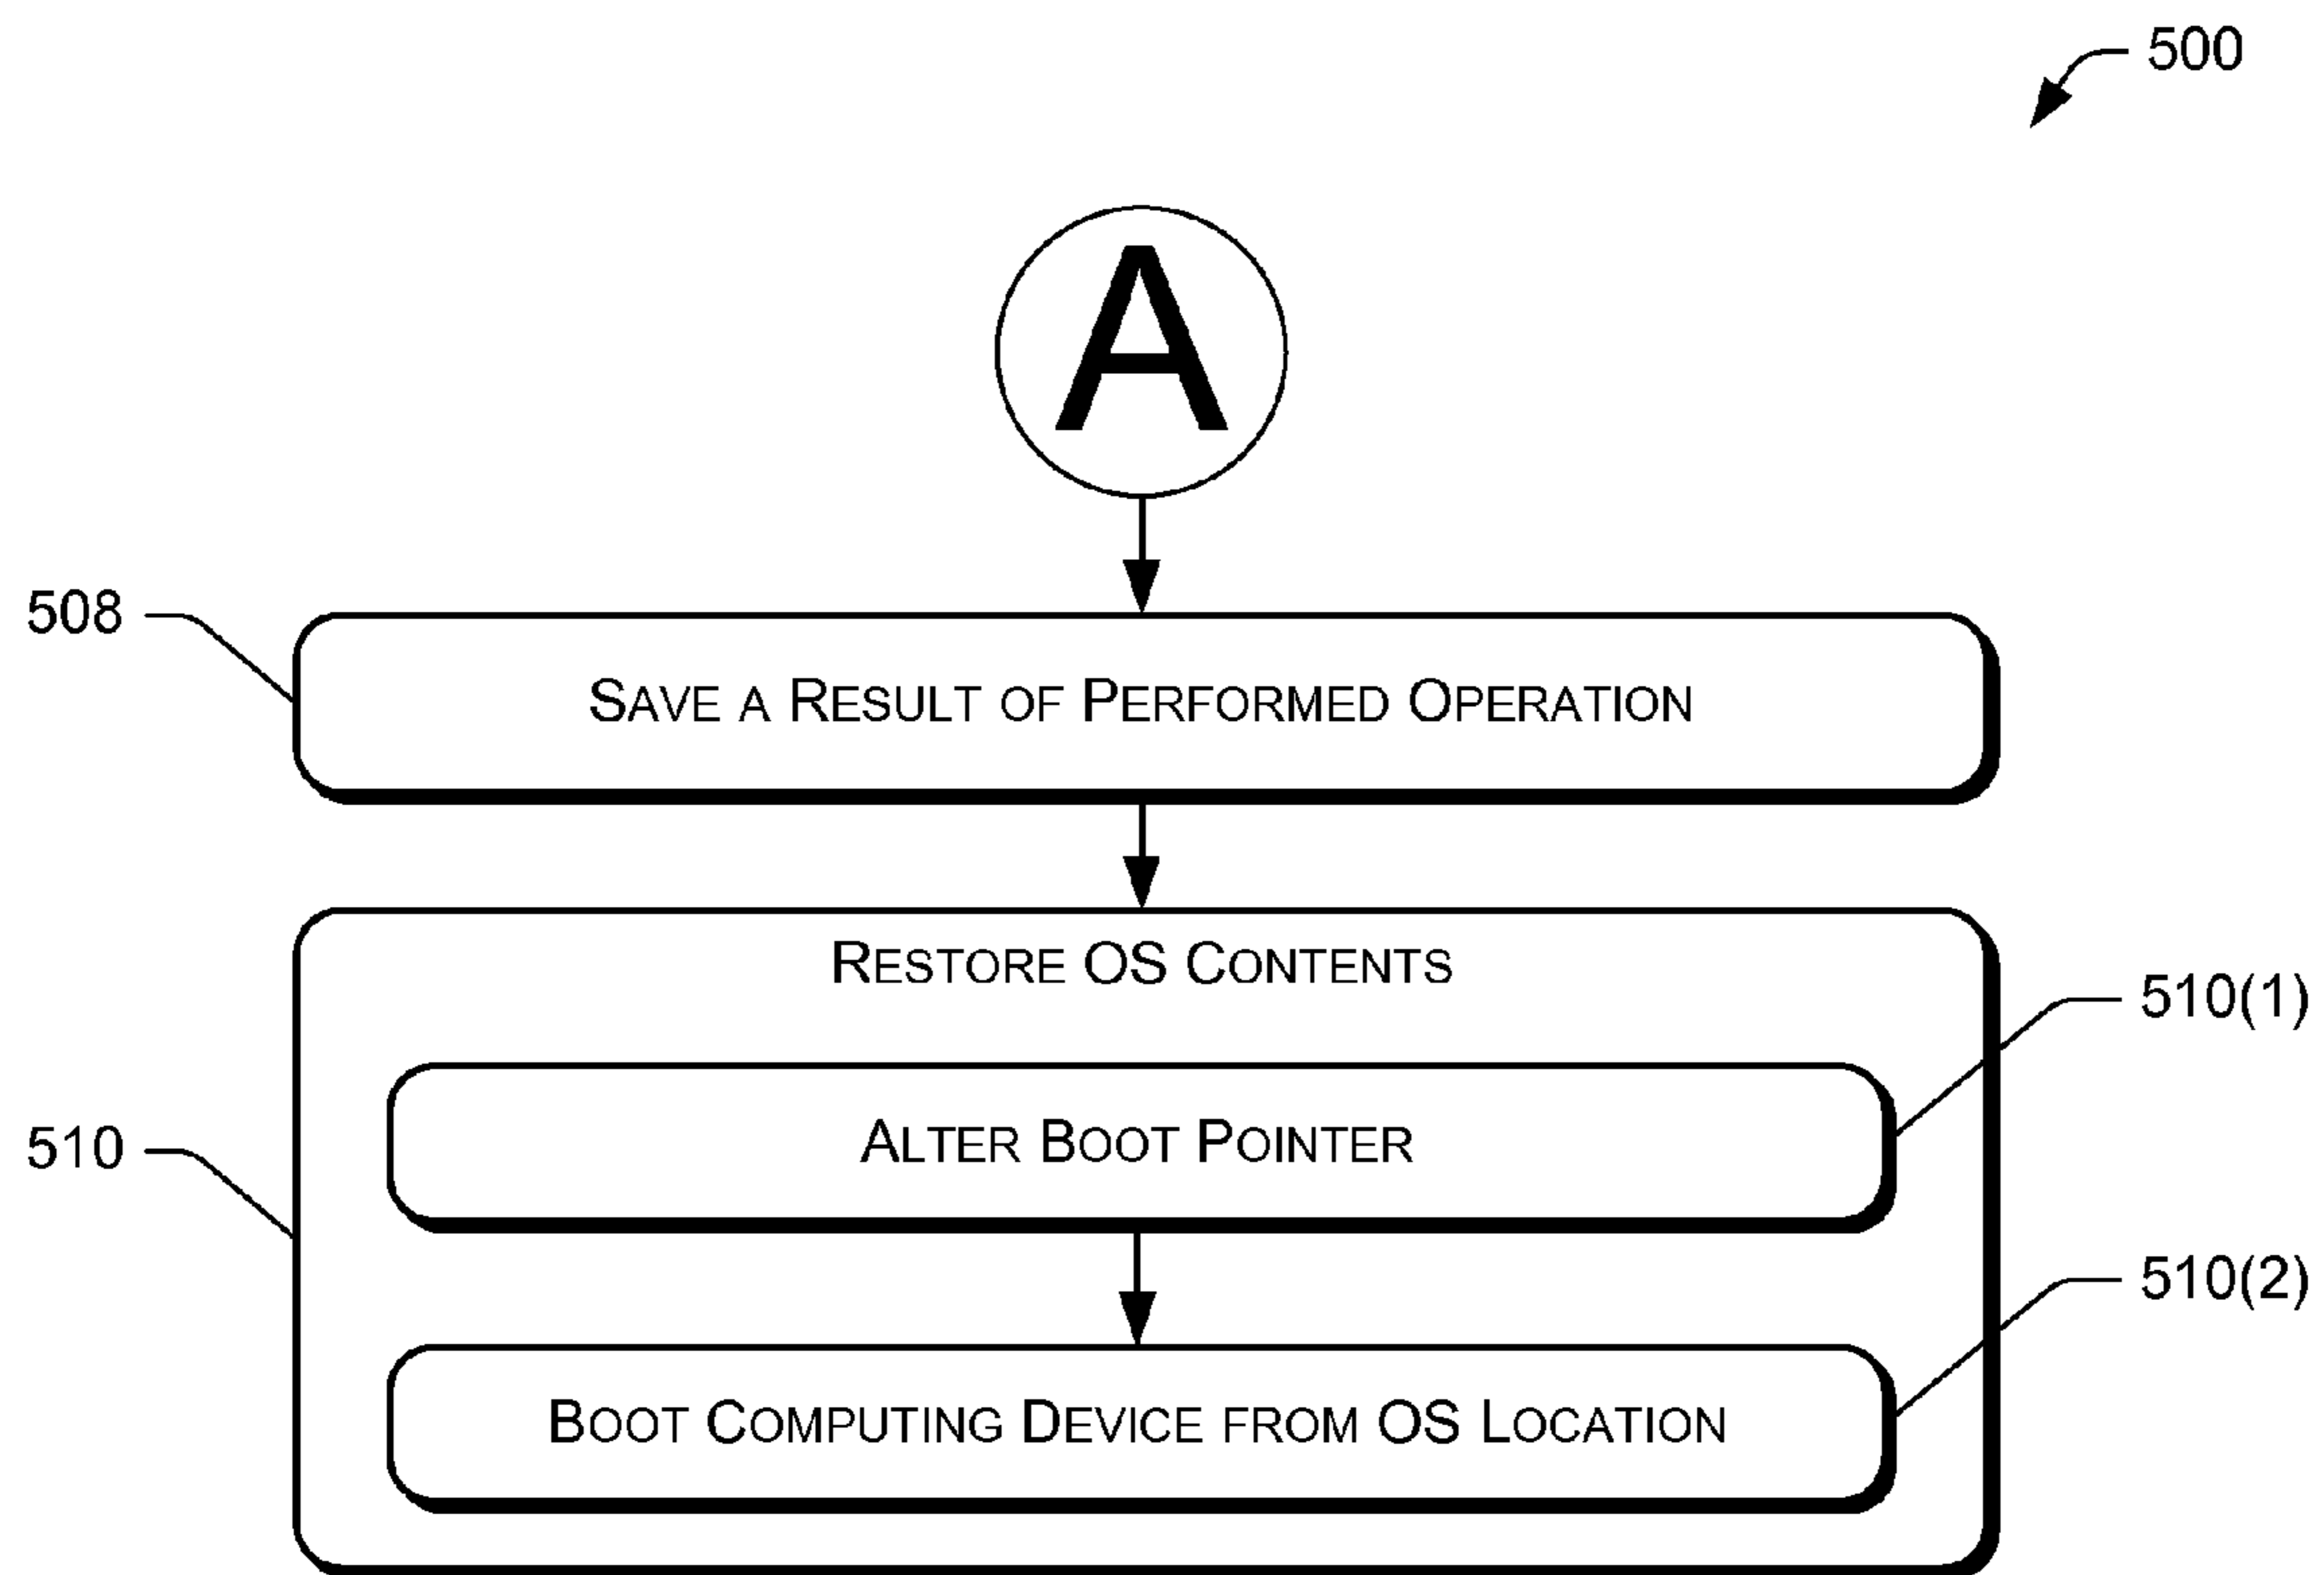 500
A
508
SAVE A RESULT OF PERFORMED OPERATION
RESTORE OS CONTENTS
510(1)
ALTER BOOT POINTER
510
510(2)
BOOT COMPUTING DEVICE FROM OS LOCATION